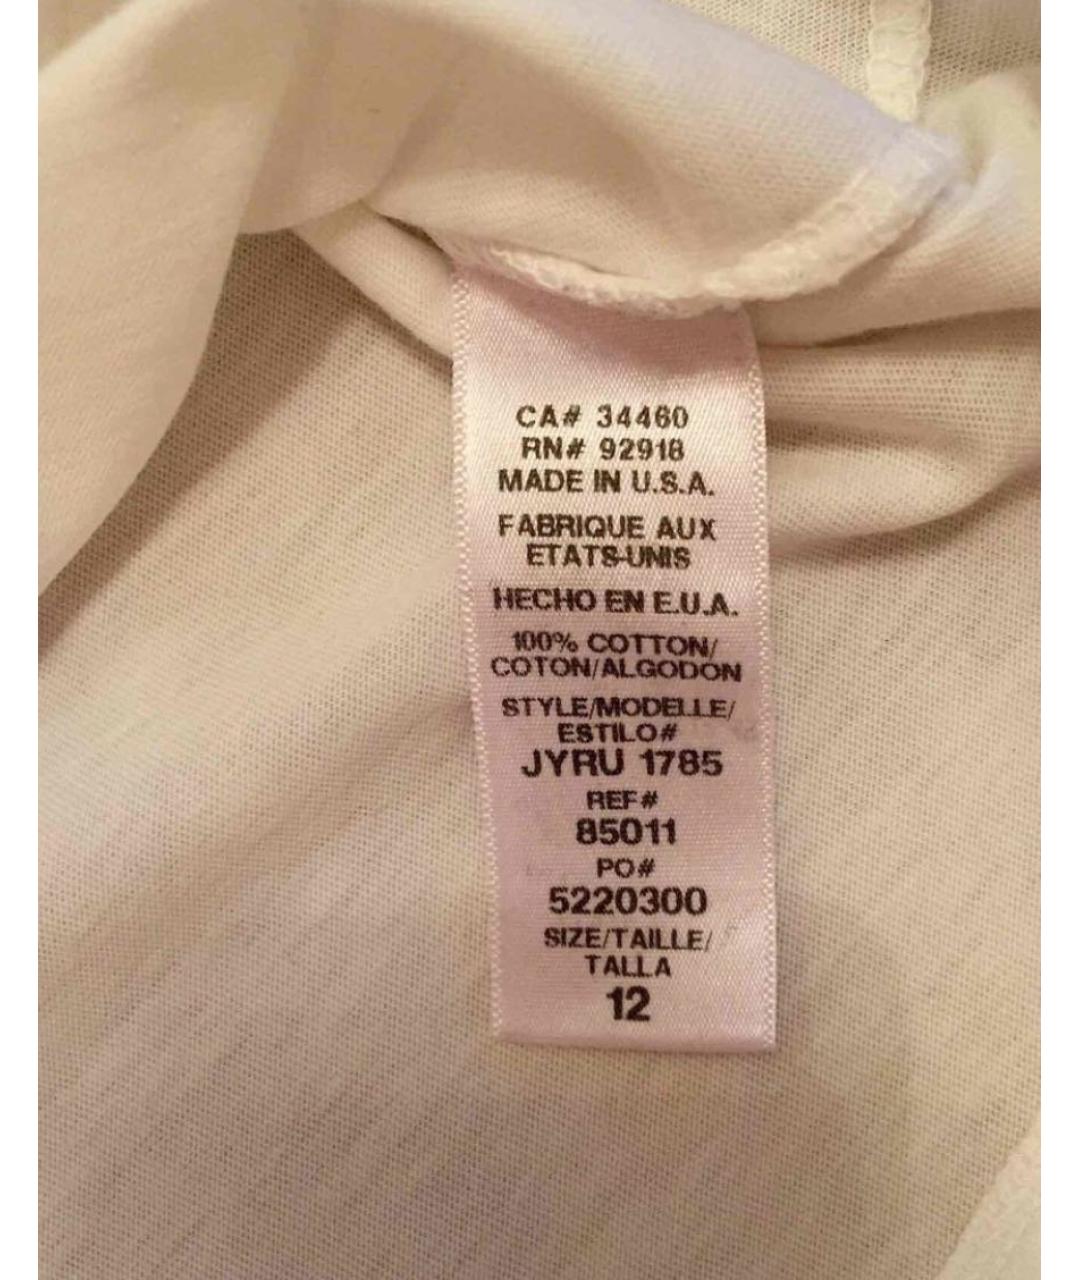 CA# 34460
RN# 92918
MADE IN U.S.A.
FABRIQUE AUX
ETATS-UNIS
HECHO EN E.U.A.
100% COTTON/
COTON/ALGODON
STYLE/MODELLE/
ESTILO#
JYRU 1785
REF#
85011
PO#
5220300
SIZE/TAILLE/
TALLA
12